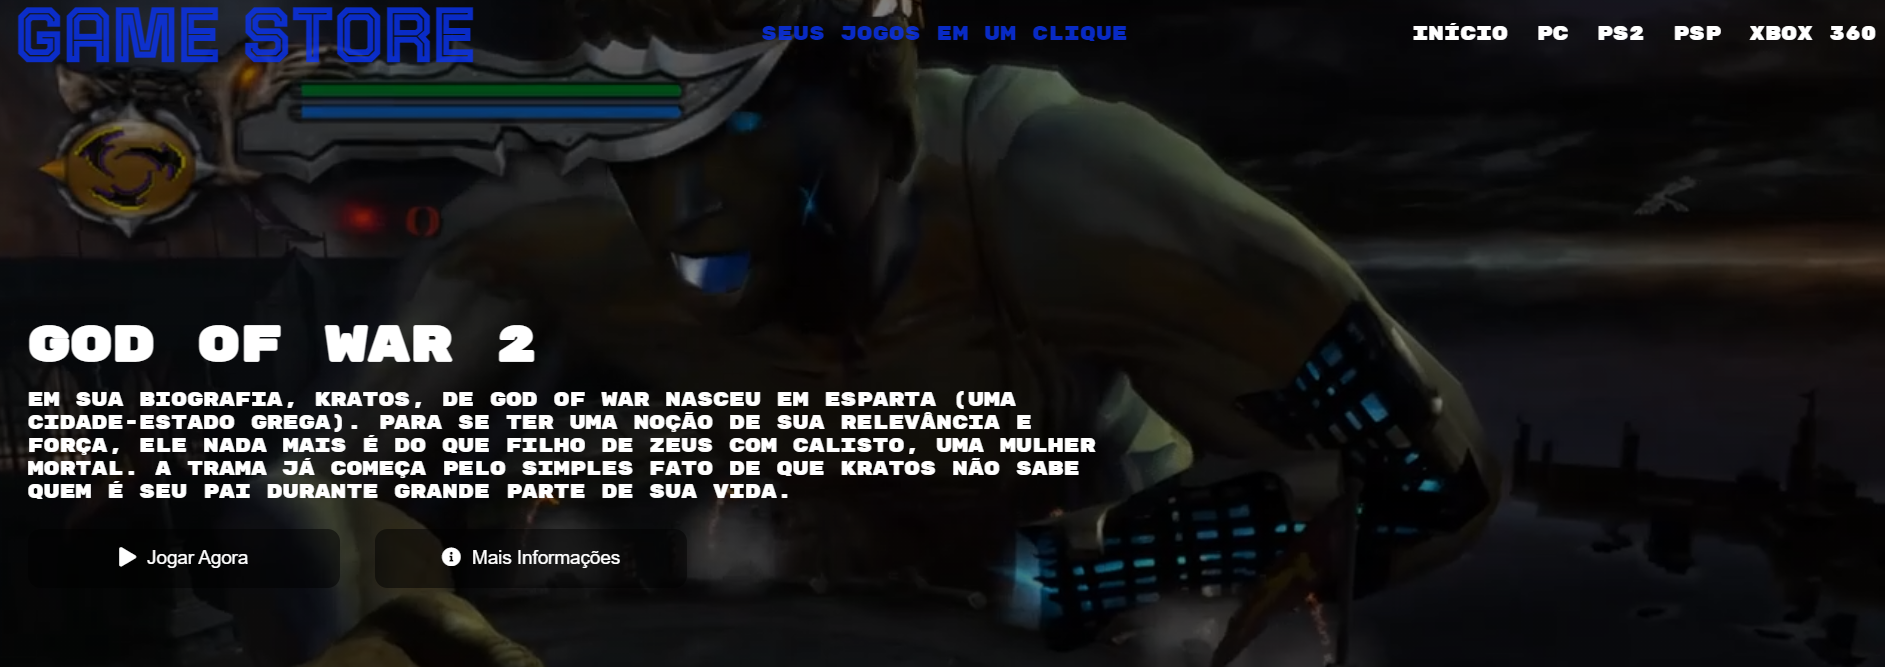 GAME STORE
SEUS JOGOS EM UM CLIQUE
INÍCIO PC PS2 PSP XBOX 360
0
GOD OF WAR 2
EM SUA BIOGRAFIA, KRATOS, DE GOD OF WAR NASCEU EM ESPARTA (UMA
CIDADE-ESTADO GREGA). PARA SE TER UMA NOÇÃO DE SUA RELEVÂNCIA E
FORÇA, ELE NADA MAIS É DO QUE FILHO DE ZEUS COM CALISTO, UMA MULHER
MORTAL. A TRAMA JÁ COMEÇA PELO SIMPLES FATO DE QUE KRATOS NÃO SABE
QUEM É SEU PAI DURANTE GRANDE PARTE DE SUA VIDA.
Jogar Agora
Mais Informações